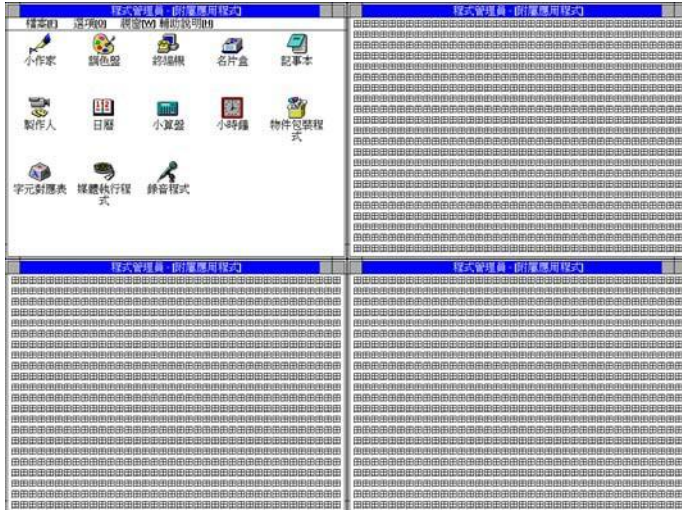 程式管理員 - [附屬應用程式]
檔案(F) 選項(O) 視窗(W) 輔助說明(H)
小作家 調色盤 終端機 名片盒 記事本
製作人 日曆 小算盤 小時鐘 物件包裝程式
字元對應表 媒體執行程式 錄音程式
程式管理員 - [附屬應用程式]
程式管理員 - [附屬應用程式]
程式管理員 - [附屬應用程式]